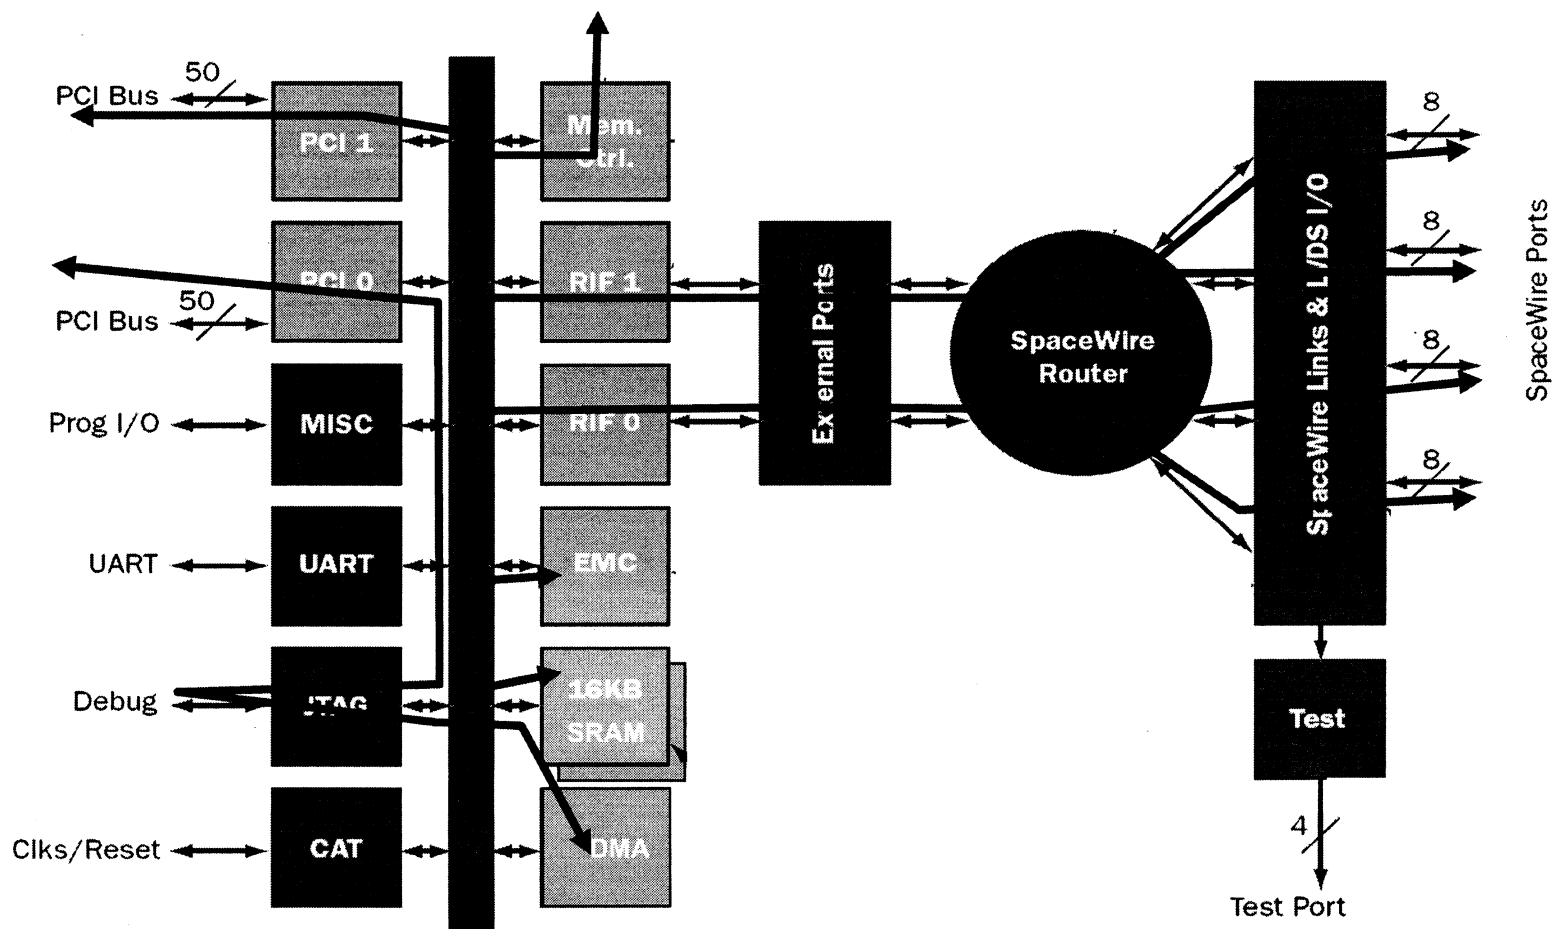 50
PCI Bus
PCI 1
Mem.
Ctrl.
8
PCI 0
RIF 1
50
PCI Bus
External Ports
SpaceWire
Router
SpaceWire Links & LVDS I/O
8
SpaceWire Ports
8
8
Prog I/O
MISC
RIF 0
UART
UART
EMC
Debug
JTAG
16KB
SRAM
Test
Clks/Reset
CAT
DMA
4
Test Port